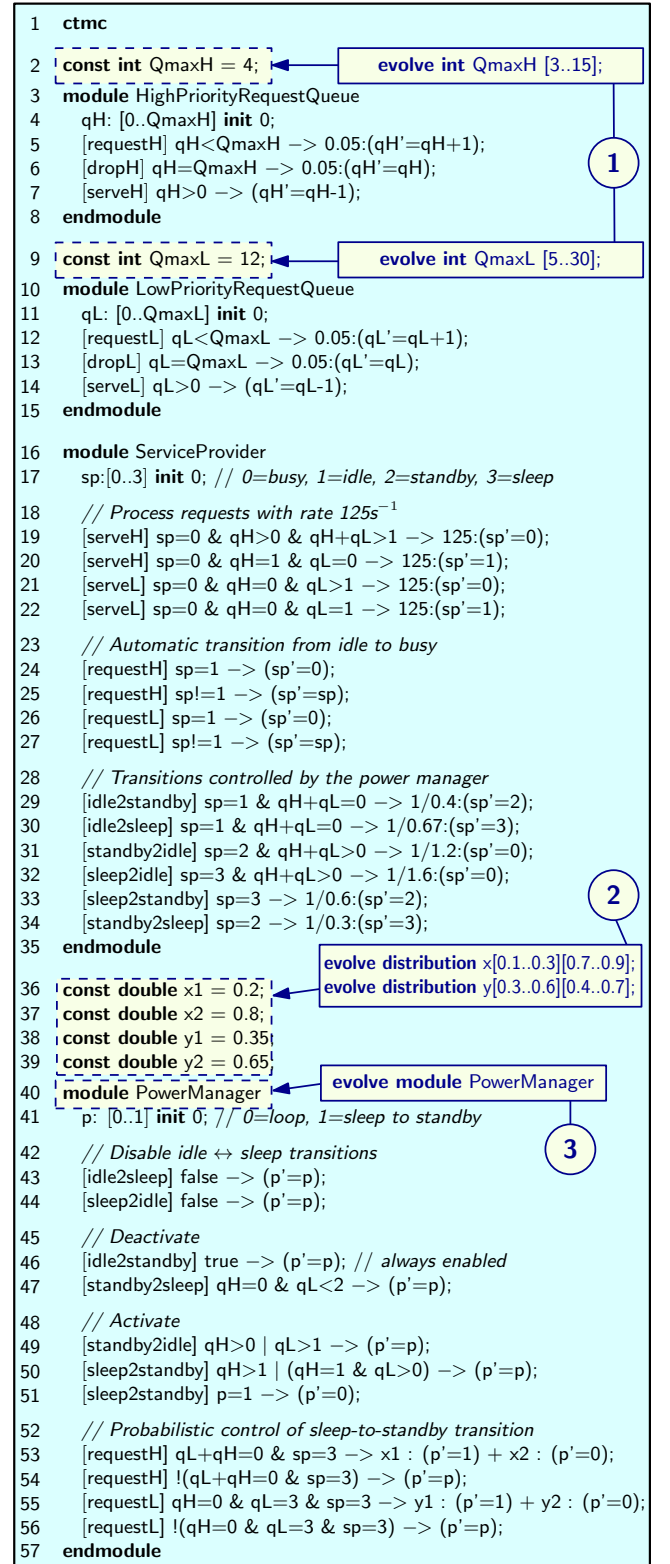 1 ctmc
2 const int QmaxH = 4; evolve int QmaxH [3..15];
3 module HighPriorityRequestQueue
4 qH: [0..QmaxH] init 0;
5 [requestH] qH<QmaxH −> 0.05:(qH'=qH+1);
6 [dropH] qH=QmaxH −> 0.05:(qH'=qH);
1
7 [serveH] qH>0 −> (qH'=qH-1);
8 endmodule
9 const int QmaxL = 12; evolve int QmaxL [5..30];
10 module LowPriorityRequestQueue
11 qL: [0..QmaxL] init 0;
12 [requestL] qL<QmaxL −> 0.05:(qL'=qL+1);
13 [dropL] qL=QmaxL −> 0.05:(qL'=qL);
14 [serveL] qL>0 −> (qL'=qL-1);
15 endmodule
16 module ServiceProvider
17 sp:[0..3] init 0; // 0=busy, 1=idle, 2=standby, 3=sleep
18 // Process requests with rate 125s⁻¹
19 [serveH] sp=0 & qH>0 & qH+qL>1 −> 125:(sp'=0);
20 [serveH] sp=0 & qH=1 & qL=0 −> 125:(sp'=1);
21 [serveL] sp=0 & qH=0 & qL>1 −> 125:(sp'=0);
22 [serveL] sp=0 & qH=0 & qL=1 −> 125:(sp'=1);
23 // Automatic transition from idle to busy
24 [requestH] sp=1 −> (sp'=0);
25 [requestH] sp!=1 −> (sp'=sp);
26 [requestL] sp=1 −> (sp'=0);
27 [requestL] sp!=1 −> (sp'=sp);
28 // Transitions controlled by the power manager
29 [idle2standby] sp=1 & qH+qL=0 −> 1/0.4:(sp'=2);
30 [idle2sleep] sp=1 & qH+qL=0 −> 1/0.67:(sp'=3);
31 [standby2idle] sp=2 & qH+qL>0 −> 1/1.2:(sp'=0);
32 [sleep2idle] sp=3 & qH+qL>0 −> 1/1.6:(sp'=0);
33 [sleep2standby] sp=3 −> 1/0.6:(sp'=2);
2
34 [standby2sleep] sp=2 −> 1/0.3:(sp'=3);
35 endmodule
evolve distribution x[0.1..0.3][0.7..0.9];
evolve distribution y[0.3..0.6][0.4..0.7];
36 const double x1 = 0.2;
37 const double x2 = 0.8;
38 const double y1 = 0.35;
39 const double y2 = 0.65;
40 module PowerManager evolve module PowerManager
41 p: [0..1] init 0; // 0=loop, 1=sleep to standby
3
42 // Disable idle ↔ sleep transitions
43 [idle2sleep] false −> (p'=p);
44 [sleep2idle] false −> (p'=p);
45 // Deactivate
46 [idle2standby] true −> (p'=p); // always enabled
47 [standby2sleep] qH=0 & qL<2 −> (p'=p);
48 // Activate
49 [standby2idle] qH>0 | qL>1 −> (p'=p);
50 [sleep2standby] qH>1 | (qH=1 & qL>0) −> (p'=p);
51 [sleep2standby] p=1 −> (p'=0);
52 // Probabilistic control of sleep-to-standby transition
53 [requestH] qL+qH=0 & sp=3 −> x1 : (p'=1) + x2 : (p'=0);
54 [requestH] !(qL+qH=0 & sp=3) −> (p'=p);
55 [requestL] qH=0 & qL=3 & sp=3 −> y1 : (p'=1) + y2 : (p'=0);
56 [requestL] !(qH=0 & qL=3 & sp=3) −> (p'=p);
57 endmodule